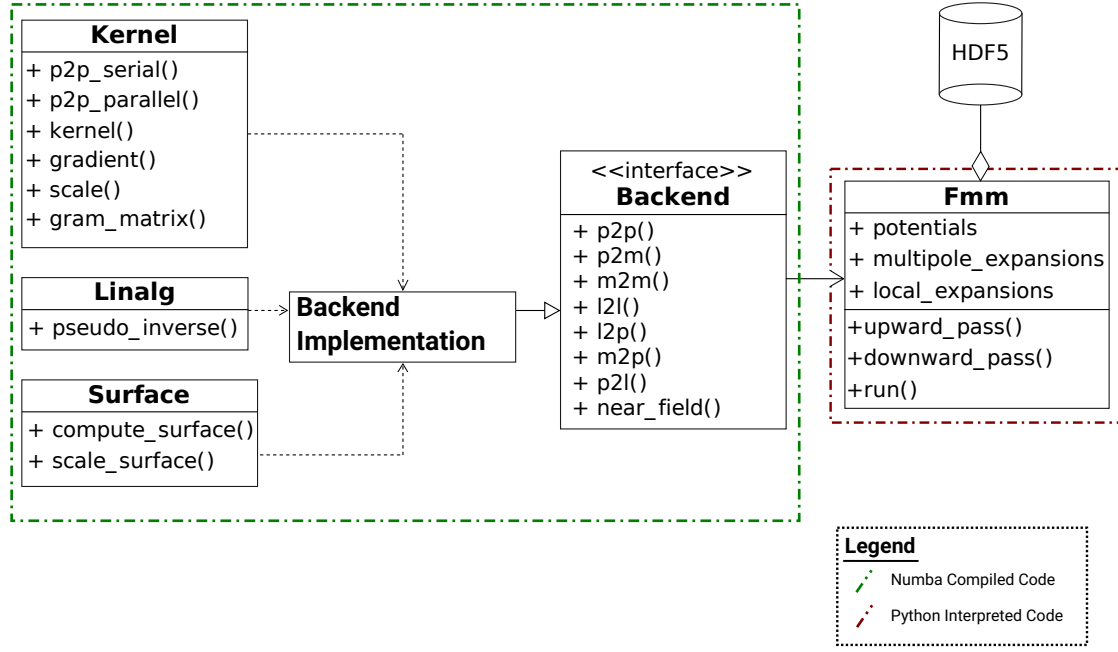 Kernel
+ p2p_serial()
+ p2p_parallel()
+ kernel()
+ gradient()
+ scale()
+ gram_matrix()
Linalg
+ pseudo_inverse()
Surface
+ compute_surface()
+ scale_surface()
Backend
Implementation
<<interface>>
Backend
+ p2p()
+ p2m()
+ m2m()
+ l2l()
+ l2p()
+ m2p()
+ p2l()
+ near_field()
HDF5
Fmm
+ potentials
+ multipole_expansions
+ local_expansions
+upward_pass()
+downward_pass()
+run()
Legend
Numba Compiled Code
Python Interpreted Code